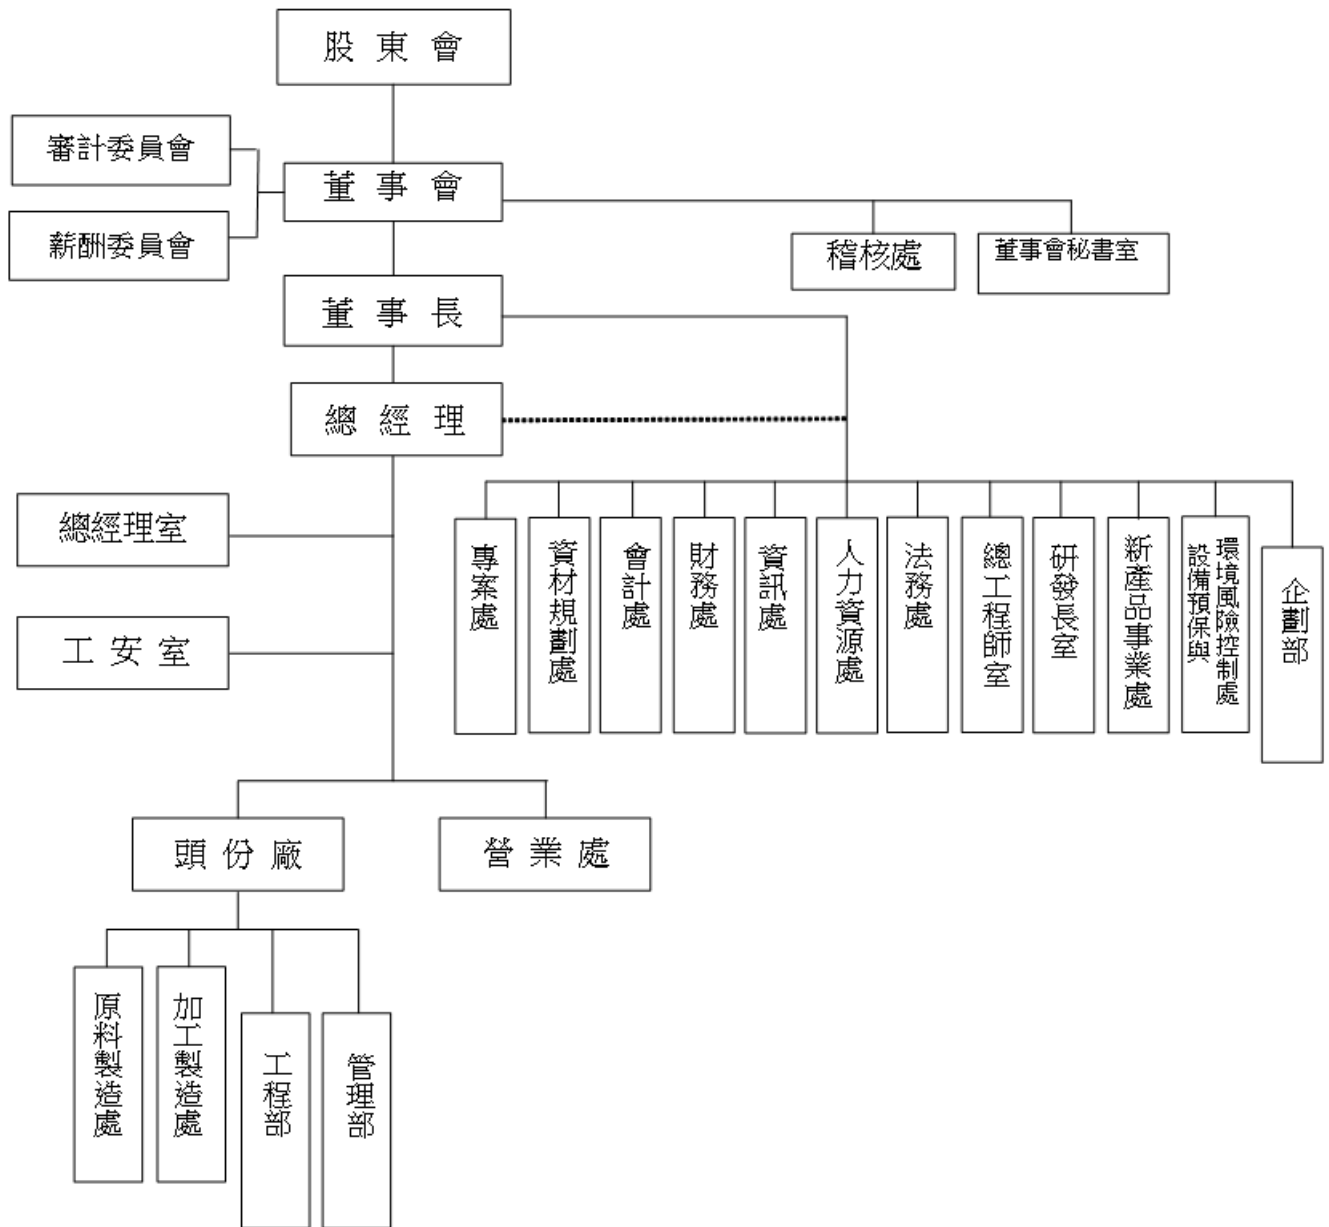 股東會
審計委員會
董事會
薪酬委員會
稽核處
董事會秘書室
董事長
總經理
總經理室
工安室
專案處
資材規劃處
會計處
財務處
資訊處
人力資源處
法務處
總工程師室
研發長室
新產品事業處
設備預保與
環境風險控制處
企劃部
頭份廠
營業處
原料製造處
加工製造處
工程部
管理部